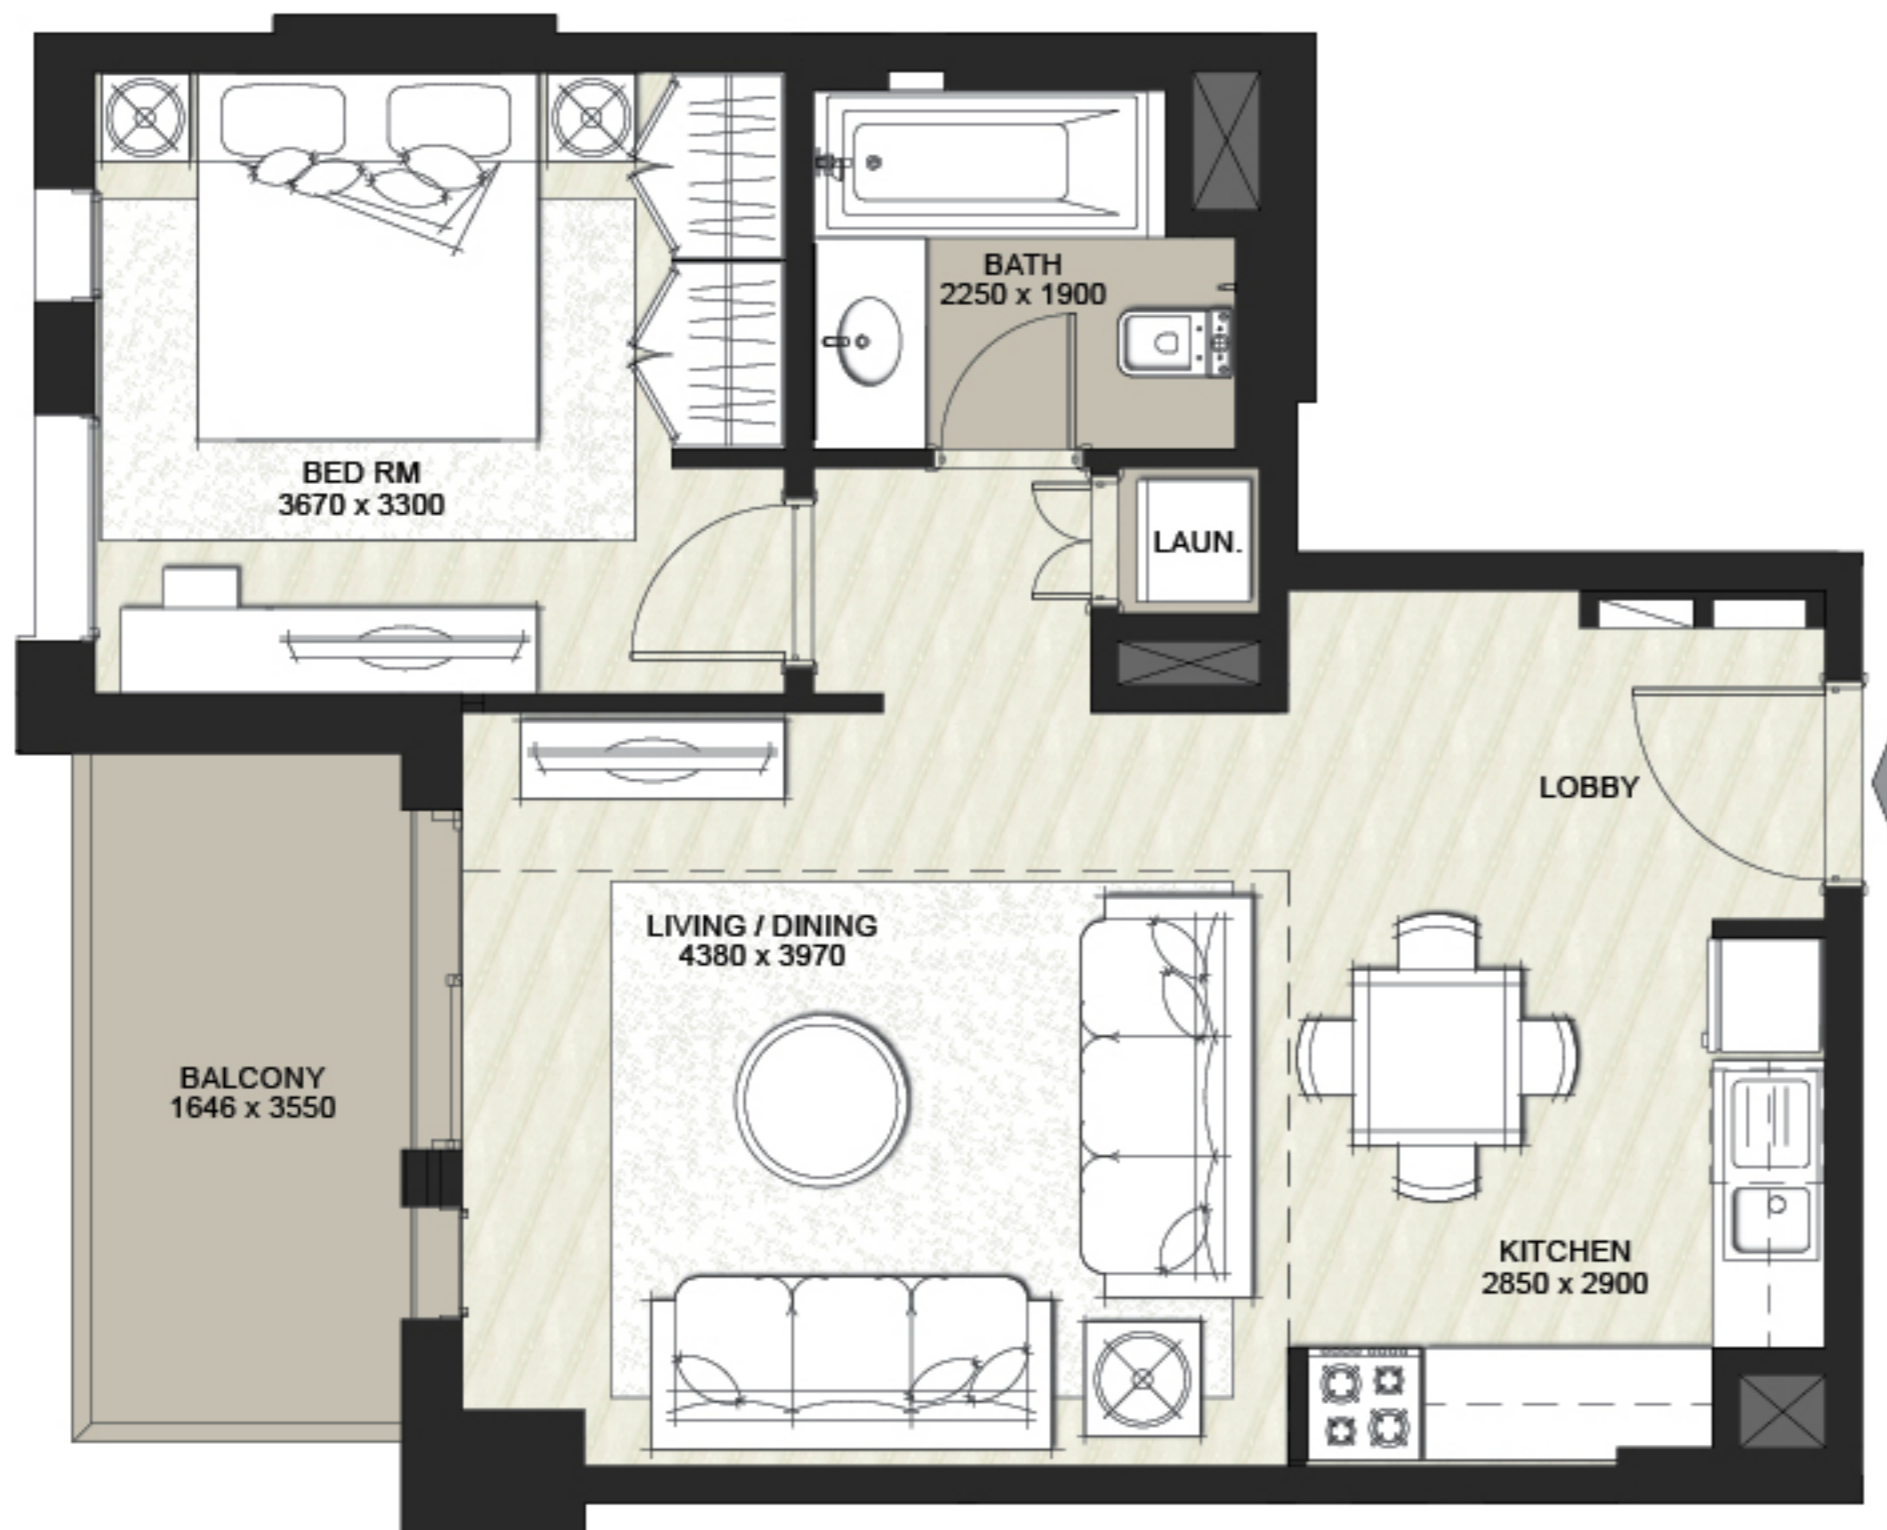 BATH
2250 x 1900
BED RM
3670 x 3300
LAUN.
LOBBY
LIVING / DINING
4380 x 3970
BALCONY
1646 x 3550
KITCHEN
2850 x 2900